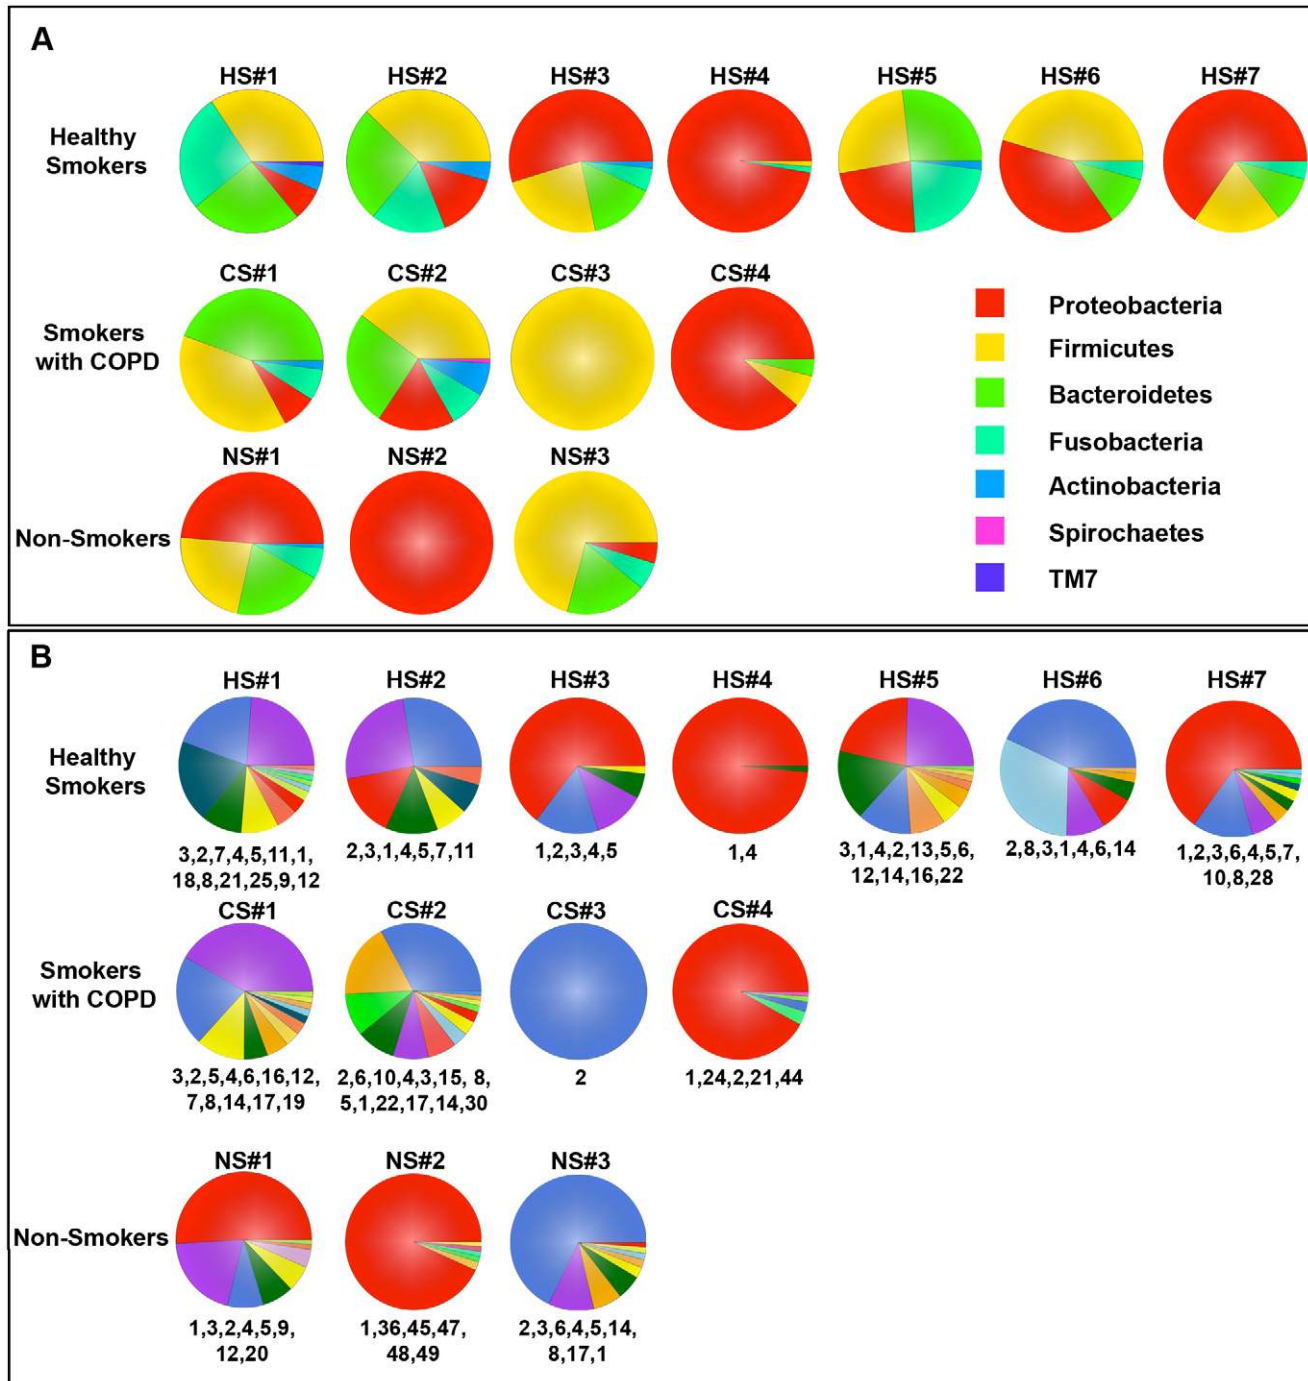 A
HS#1 HS#2 HS#3 HS#4 HS#5 HS#6 HS#7
Healthy
Smokers
CS#1 CS#2 CS#3 CS#4
Smokers
with COPD
Proteobacteria
Firmicutes
Bacteroidetes
Fusobacteria
Actinobacteria
Spirochaetes
TM7
NS#1 NS#2 NS#3
Non-Smokers
B
HS#1 HS#2 HS#3 HS#4 HS#5 HS#6 HS#7
Healthy
Smokers
3,2,7,4,5,11,1, 2,3,1,4,5,7,11 1,2,3,4,5 1,4 3,1,4,2,13,5,6, 2,8,3,1,4,6,14 1,2,3,6,4,5,7,
18,8,21,25,9,12 12,14,16,22 10,8,28
CS#1 CS#2 CS#3 CS#4
Smokers
with COPD
3,2,5,4,6,16,12, 2,6,10,4,3,15, 8, 2 1,24,2,21,44
7,8,14,17,19 5,1,22,17,14,30
NS#1 NS#2 NS#3
Non-Smokers
1,3,2,4,5,9, 1,36,45,47, 2,3,6,4,5,14,
12,20 48,49 8,17,1